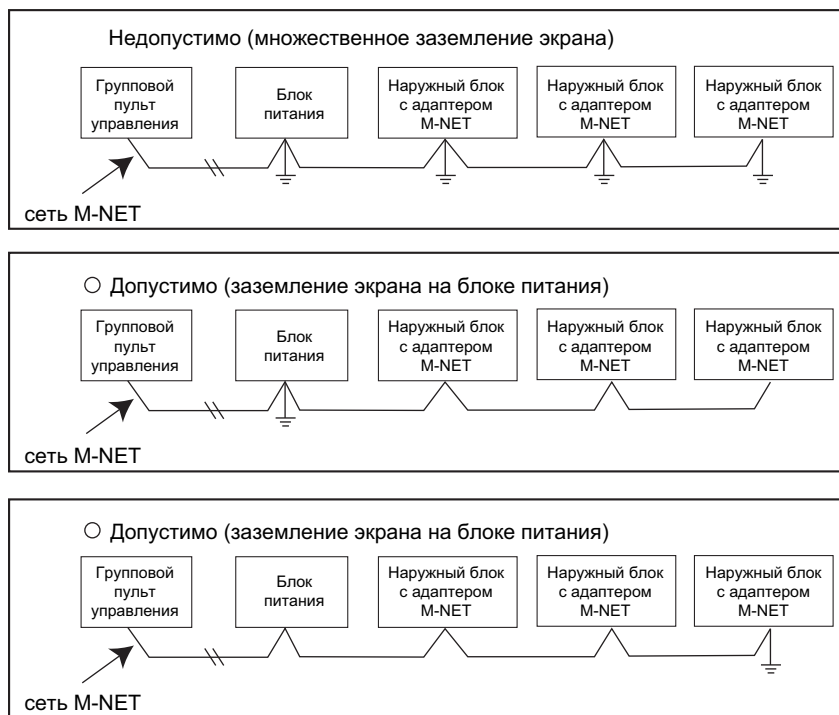 Недопустимо (множественное заземление экрана)
Групповой
пульт
управления
Блок
питания
Наружный блок
с адаптером
M-NET
Наружный блок
с адаптером
M-NET
Наружный блок
с адаптером
M-NET
сеть M-NET
Допустимо (заземление экрана на блоке питания)
Групповой
пульт
управления
Блок
питания
Наружный блок
с адаптером
M-NET
Наружный блок
с адаптером
M-NET
Наружный блок
с адаптером
M-NET
сеть M-NET
Допустимо (заземление экрана на блоке питания)
Групповой
пульт
управления
Блок
питания
Наружный блок
с адаптером
M-NET
Наружный блок
с адаптером
M-NET
Наружный блок
с адаптером
M-NET
сеть M-NET